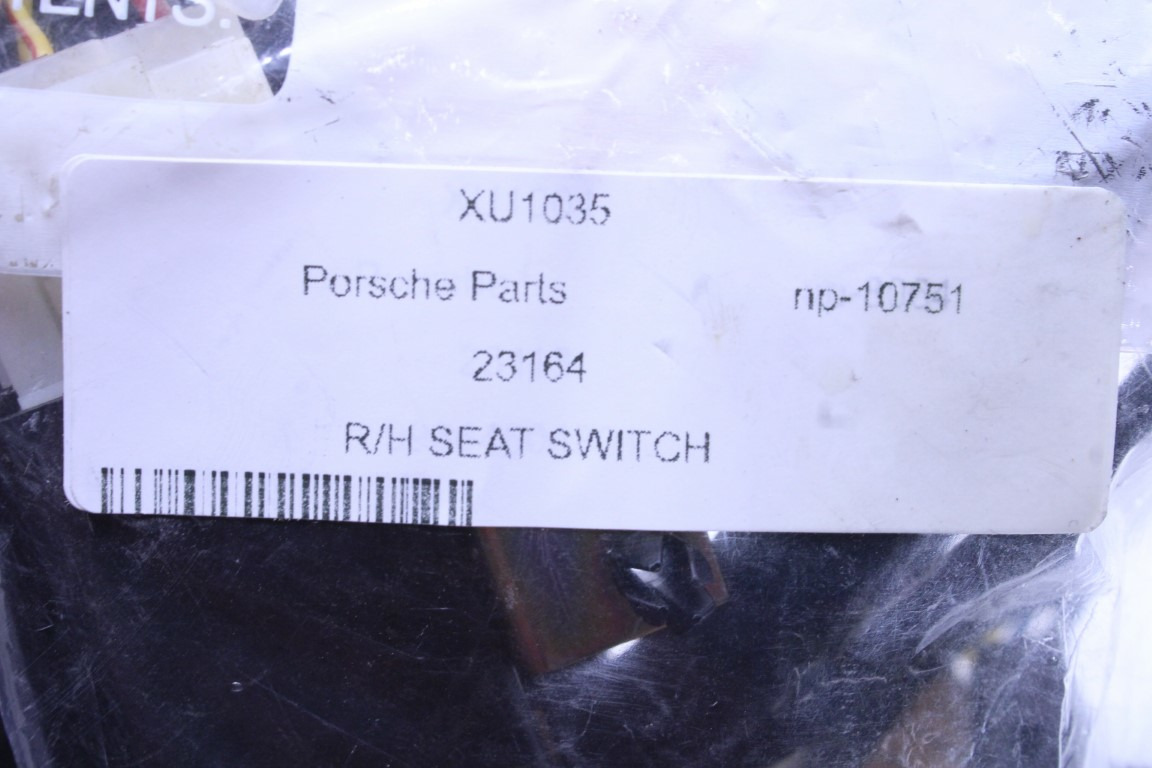 XU1035
Porsche Parts np-10751
23164
R/H SEAT SWITCH